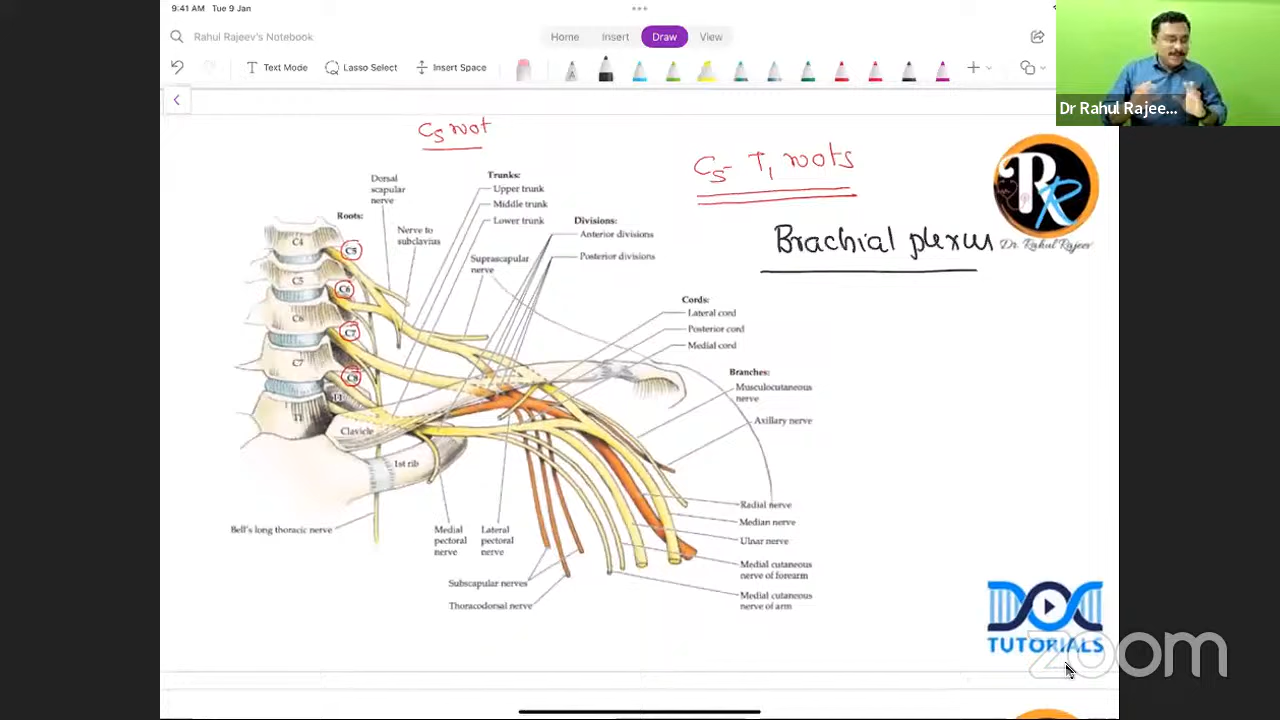 9:41 AM Tue 9 Jan
Rahul Rajeev's Notebook
Home Insert Draw View
Text Mode
Lasso Select
Insert Space
Dr Rahul Rajee...
C5 root
C5- T1 roots
Brachial plexus
Dr. Rahul Rajeev
Dorsal
scapular
nerve
Roots:
Nerve to
subclavius
Trunks:
Upper trunk
Middle trunk
Lower trunk
Suprascapular
nerve
Divisions:
Anterior divisions
Posterior divisions
Cords:
Lateral cord
Posterior cord
Medial cord
Branches:
Musculocutaneous
nerve
Axillary nerve
C4
C5
C5
C6
C6
C7
C7
C8
T1
T1
Clavicle
1st rib
Bell's long thoracic nerve
Medial
pectoral
nerve
Lateral
pectoral
nerve
Subscapular nerves
Thoracodorsal nerve
Radial nerve
Median nerve
Ulnar nerve
Medial cutaneous
nerve of forearm
Medial cutaneous
nerve of arm
TUTORIALS
zoom